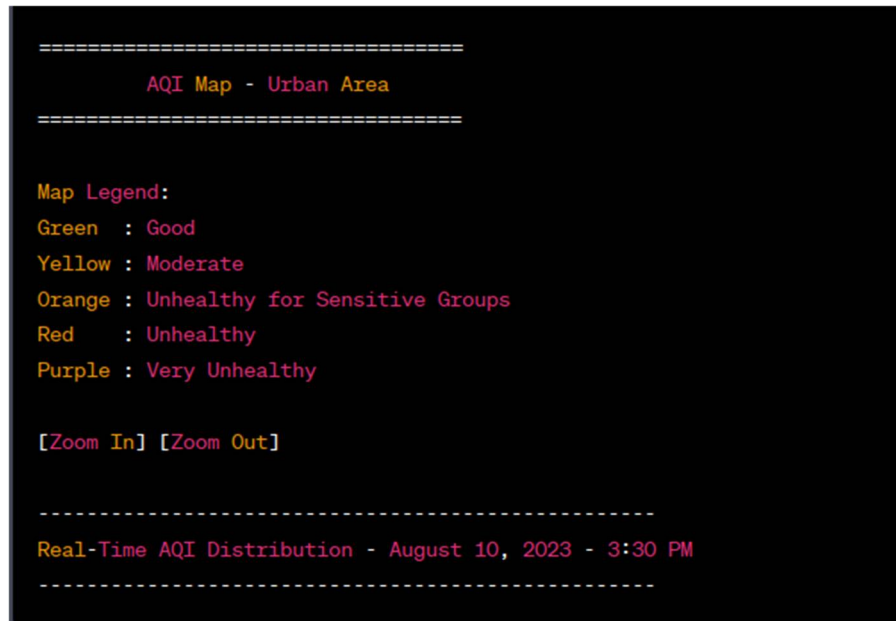 ===================================
AQI Map - Urban Area
===================================
Map Legend:
Green  : Good
Yellow : Moderate
Orange : Unhealthy for Sensitive Groups
Red    : Unhealthy
Purple : Very Unhealthy
[Zoom In] [Zoom Out]
---------------------------------------------------
Real-Time AQI Distribution - August 10, 2023 - 3:30 PM
---------------------------------------------------